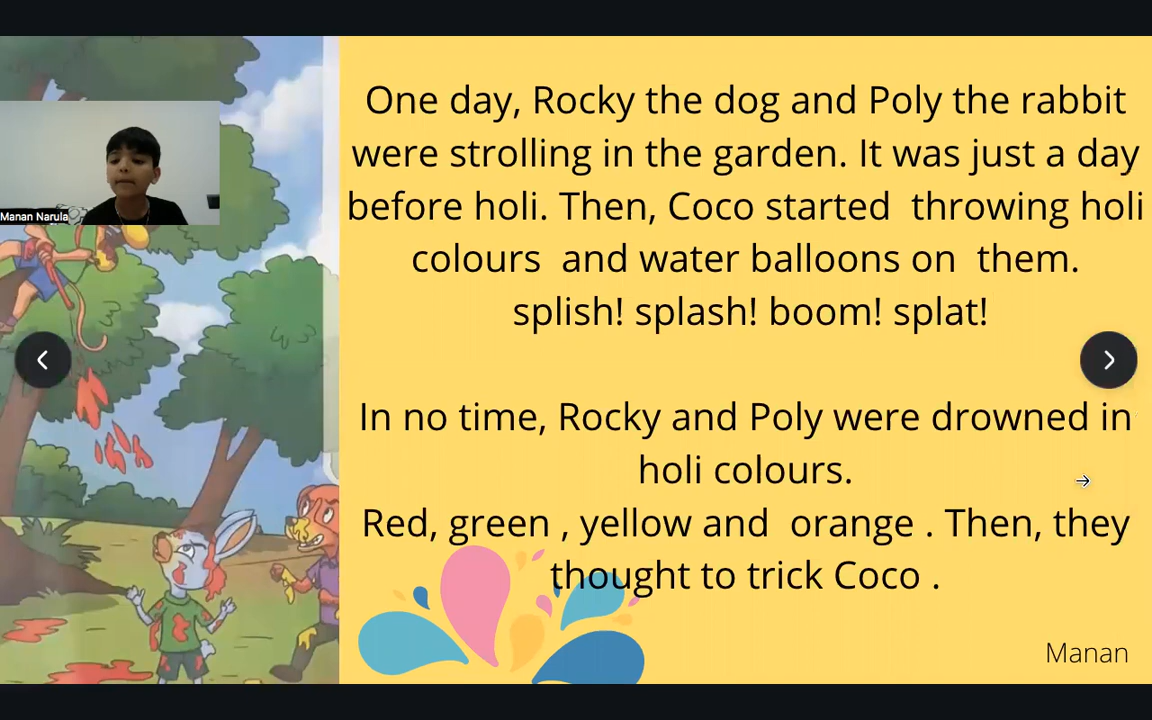 One day, Rocky the dog and Poly the rabbit
were strolling in the garden. It was just a day
before holi. Then, Coco started  throwing holi
colours  and water balloons on  them.
splish! splash! boom! splat!
In no time, Rocky and Poly were drowned in
holi colours.
Red, green , yellow and  orange . Then, they
thought to trick Coco .
Manan
Manan Narula